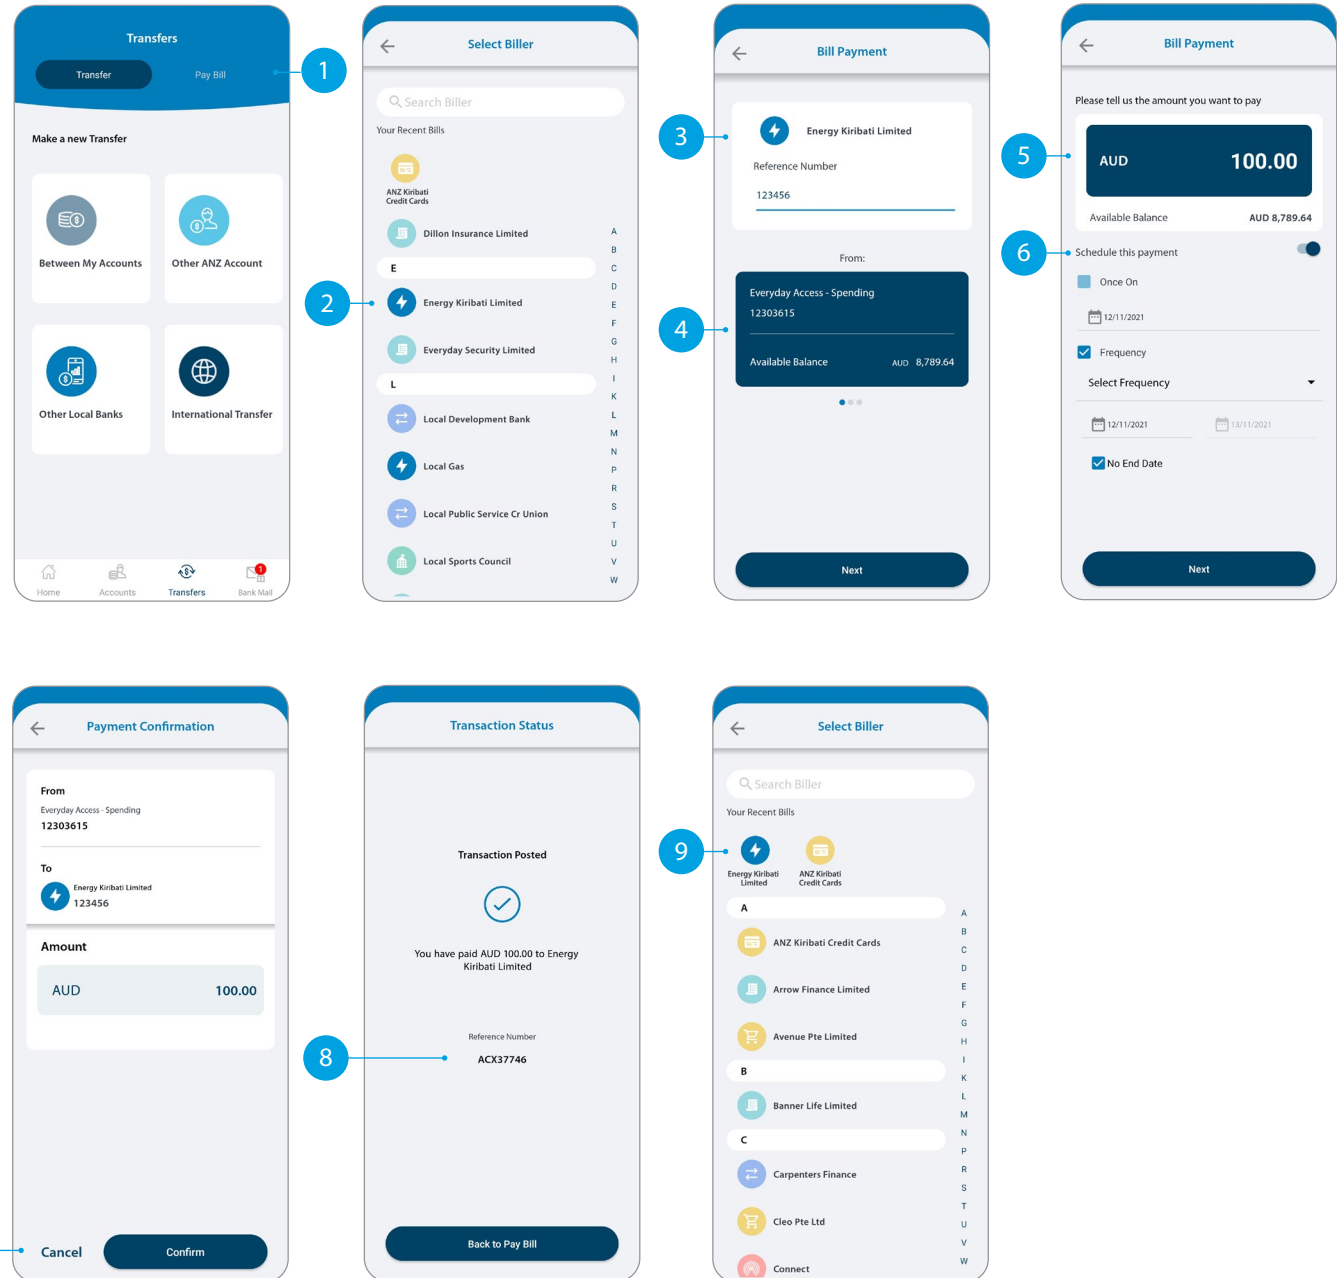 Transfers
Transfer
Pay Bill
1
Make a new Transfer
Between My Accounts
Other ANZ Account
Other Local Banks
International Transfer
Home
Accounts
Transfers
1
Bank Mail
Select Biller
Search Biller
Your Recent Bills
ANZ Kiribati
Credit Cards
Dillon Insurance Limited
E
2
Energy Kiribati Limited
Everyday Security Limited
L
Local Development Bank
Local Gas
Local Public Service Cr Union
Local Sports Council
A
B
C
D
E
F
G
H
I
K
L
M
N
P
R
S
T
U
V
W
Bill Payment
3
Energy Kiribati Limited
Reference Number
123456
From:
4
Everyday Access - Spending
12303615
Available Balance AUD 8,789.64
Next
Bill Payment
Please tell us the amount you want to pay
5
AUD 100.00
Available Balance AUD 8,789.64
6
Schedule this payment
Once On
12/11/2021
Frequency
Select Frequency
12/11/2021 13/11/2021
No End Date
Next
Payment Confirmation
From
Everyday Access - Spending
12303615
To
Energy Kiribati Limited
123456
Amount
AUD 100.00
Cancel
Confirm
Transaction Status
Transaction Posted
You have paid AUD 100.00 to Energy
Kiribati Limited
8
Reference Number
ACX37746
Back to Pay Bill
Select Biller
Search Biller
Your Recent Bills
9
Energy Kiribati
Limited
ANZ Kiribati
Credit Cards
A
ANZ Kiribati Credit Cards
Arrow Finance Limited
Avenue Pte Limited
B
Banner Life Limited
C
Carpenters Finance
Cleo Pte Ltd
Connect
A
B
C
D
E
F
G
H
I
K
L
M
N
P
R
S
T
U
V
W